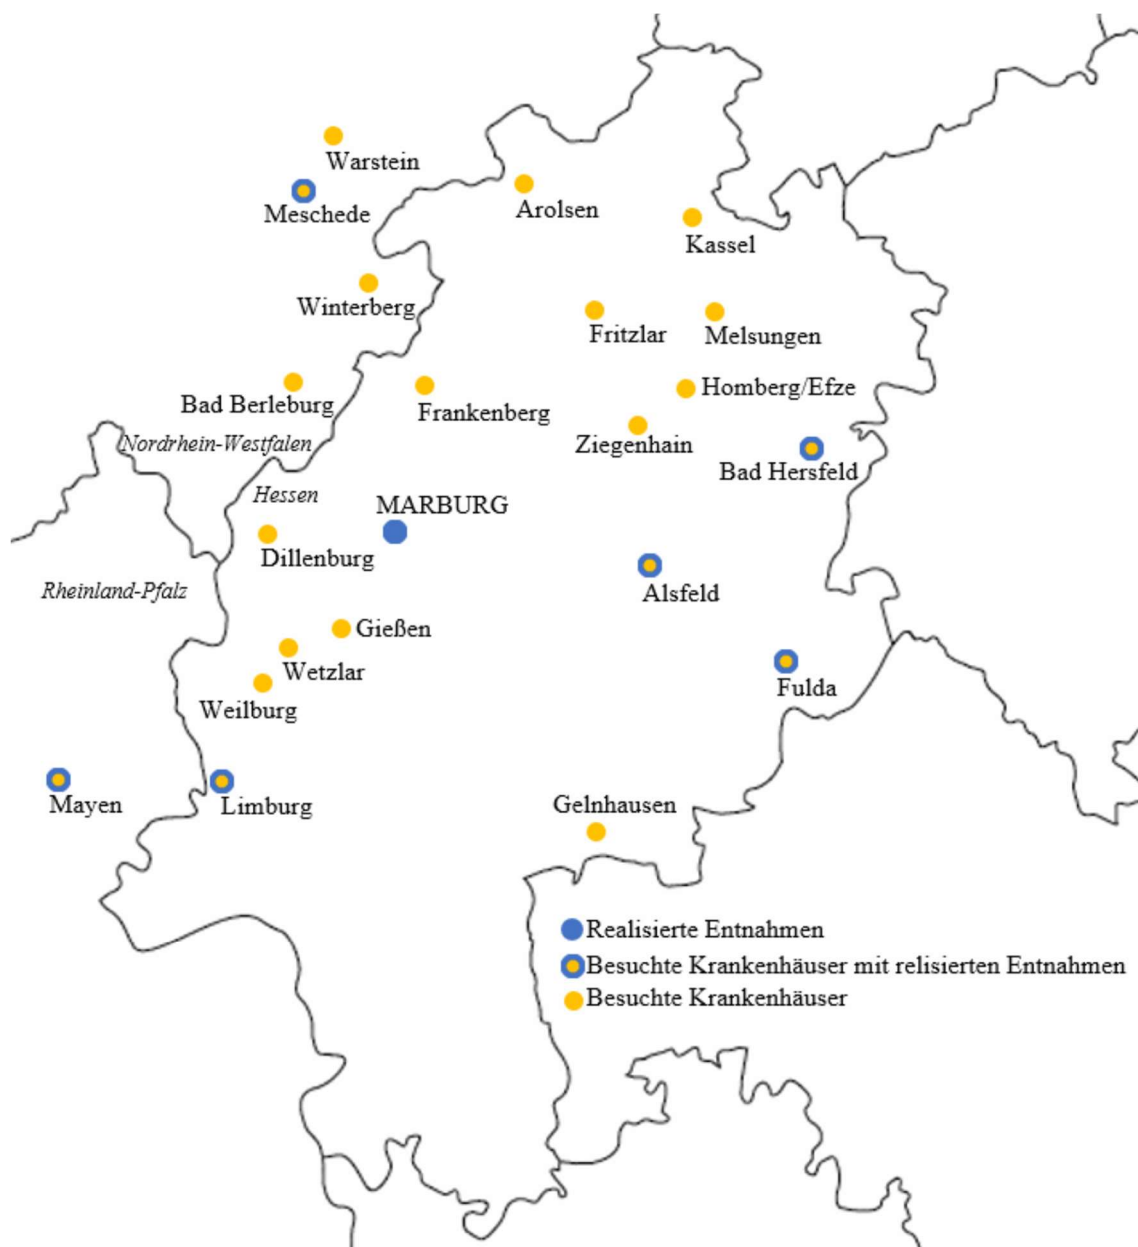 Warstein
Meschede
Arolsen
Kassel
Winterberg
Fritzlar
Melsungen
Bad Berleburg
Frankenberg
Homberg/Efze
Nordrhein-Westfalen
Ziegenhain
Bad Hersfeld
Hessen
MARBURG
Dillenburg
Rheinland-Pfalz
Alsfeld
Gießen
Wetzlar
Fulda
Weilburg
Mayen
Limburg
Gelnhausen
Realisierte Entnahmen
Besuchte Krankenhäuser mit relisierten Entnahmen
Besuchte Krankenhäuser